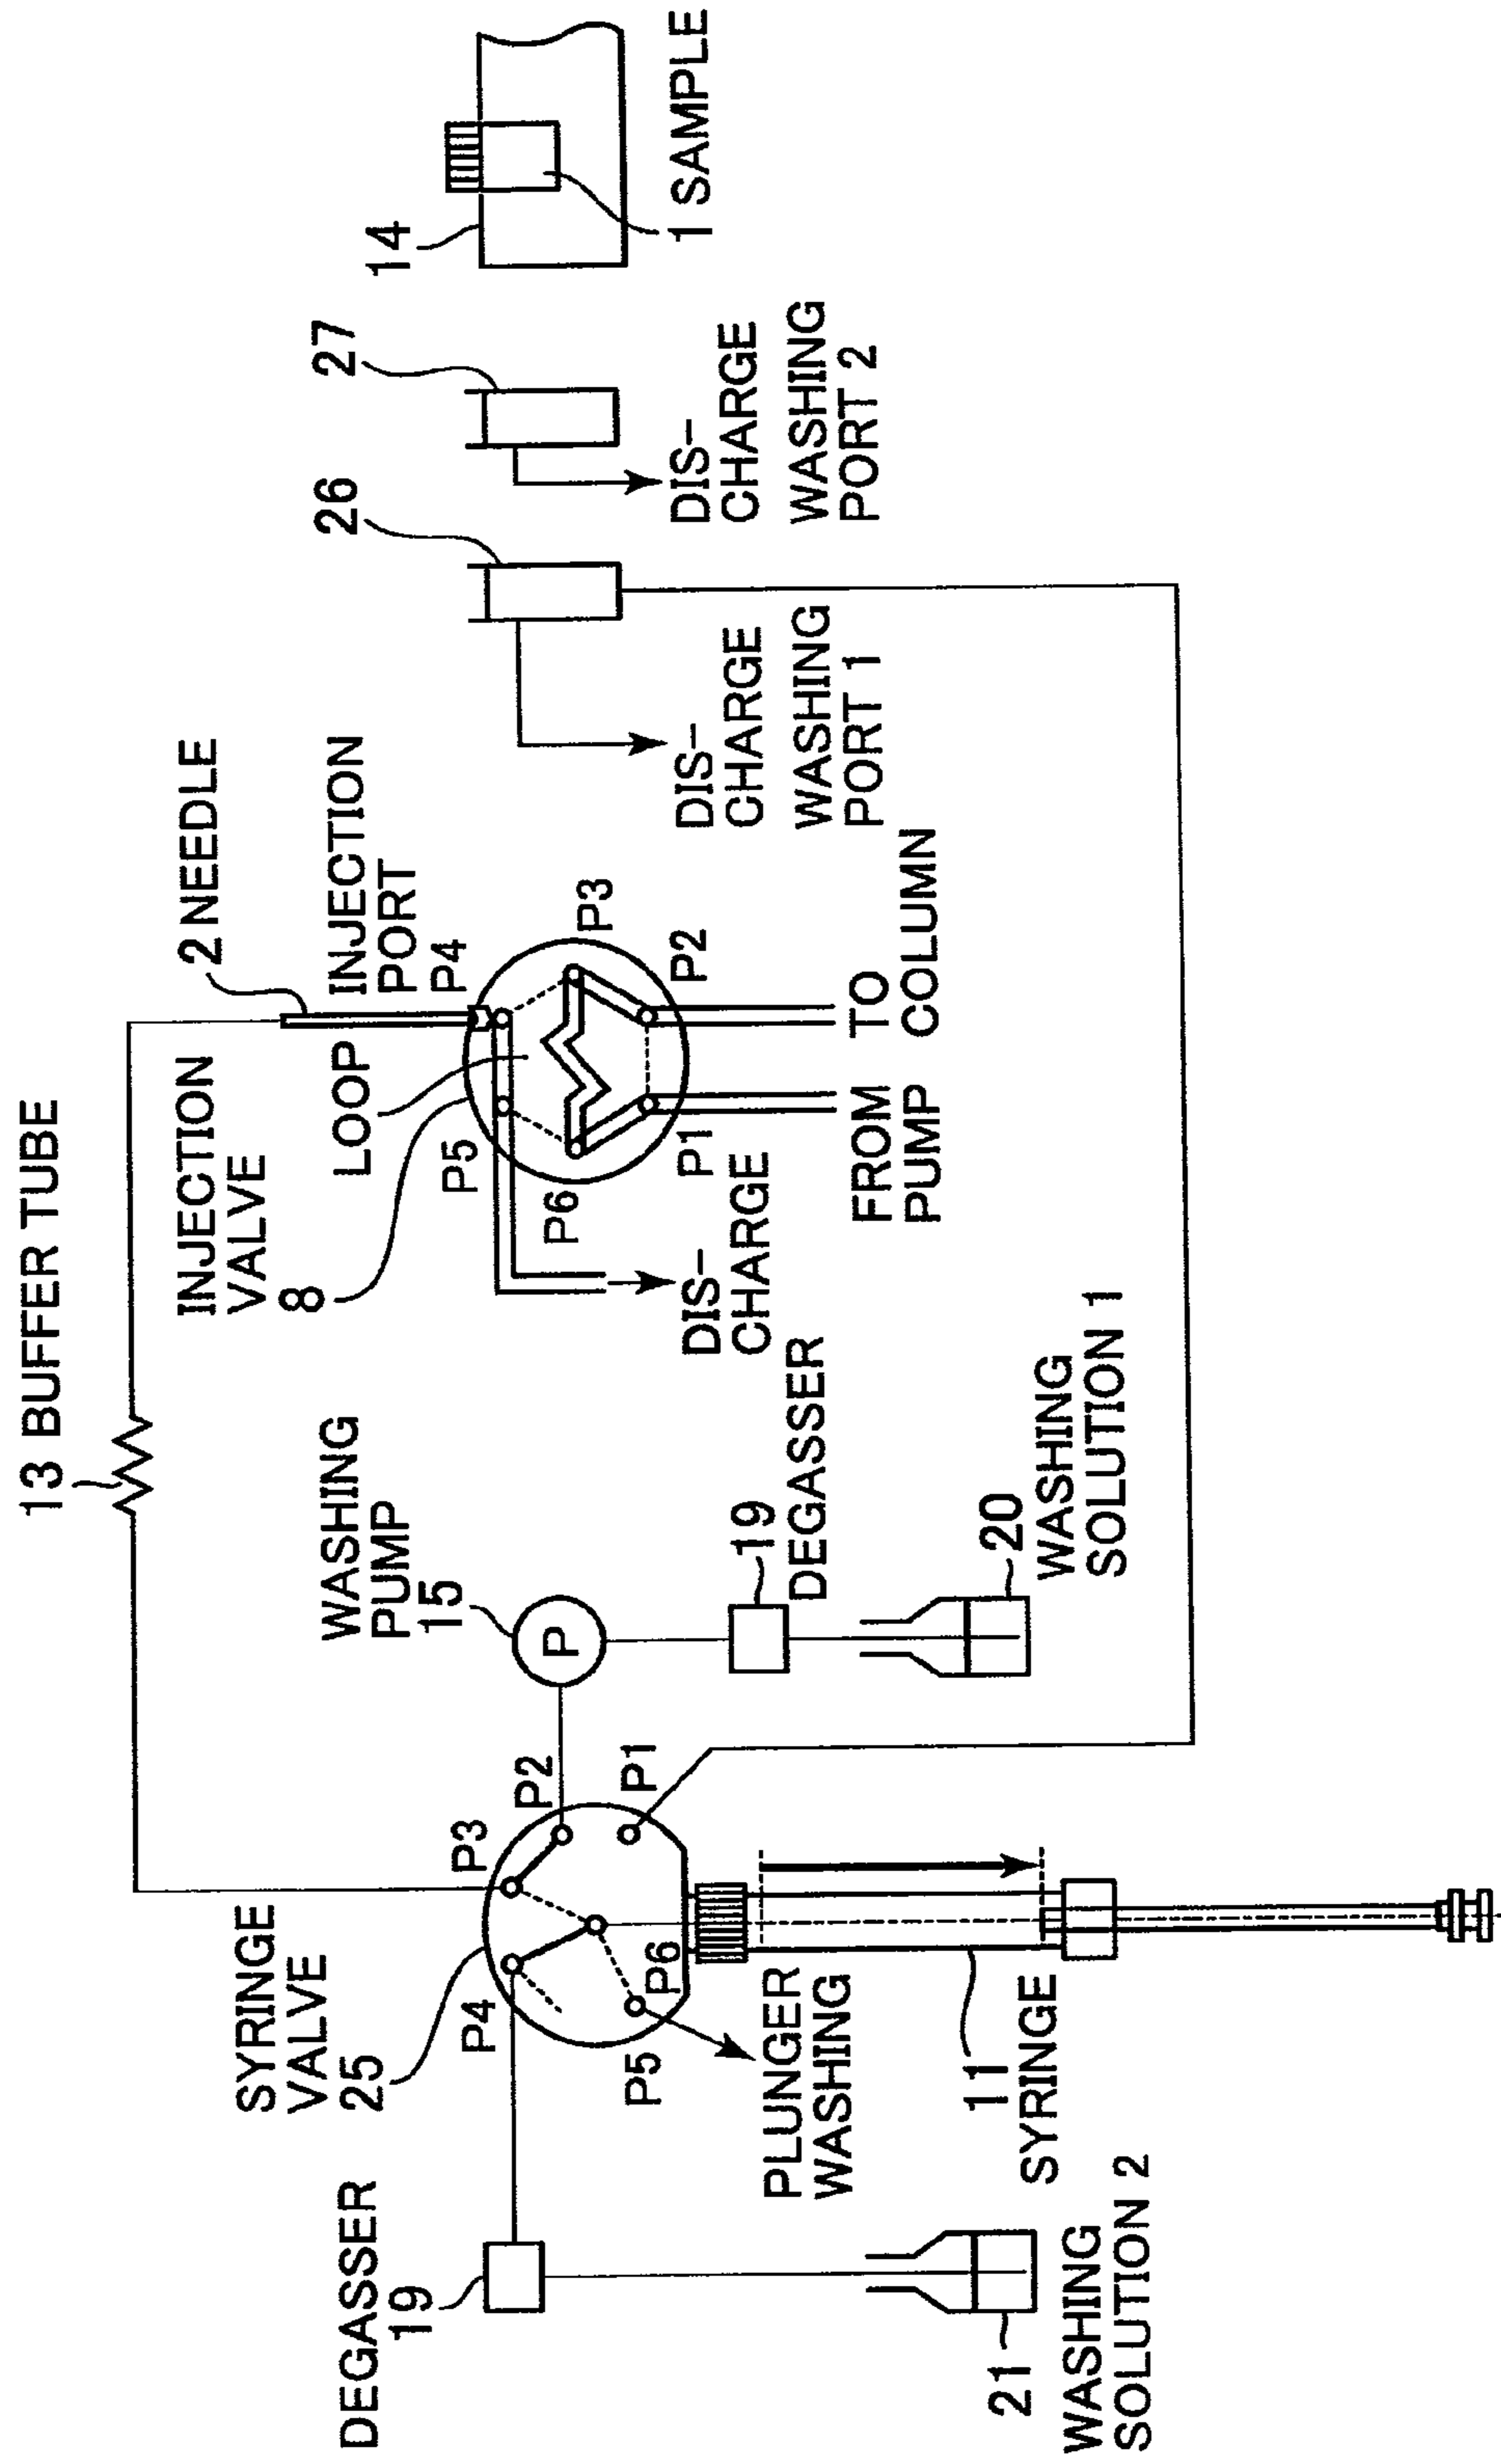 13 BUFFER TUBE
2 NEEDLE
INJECTION
VALVE
8
LOOP
INJECTION
PORT
P4
P5
P6
P3
P1
P2
DIS-
CHARGE
FROM
PUMP
TO
COLUMN
26
DIS-
CHARGE
WASHING
PORT 1
27
DIS-
CHARGE
WASHING
PORT 2
14
1 SAMPLE
SYRINGE
VALVE
25
P4
P3
P2
P1
P5
P6
WASHING
PUMP
15
P
19
DEGASSER
20
WASHING
SOLUTION 1
DEGASSER
19
PLUNGER
WASHING
11
SYRINGE
21
WASHING
SOLUTION 2